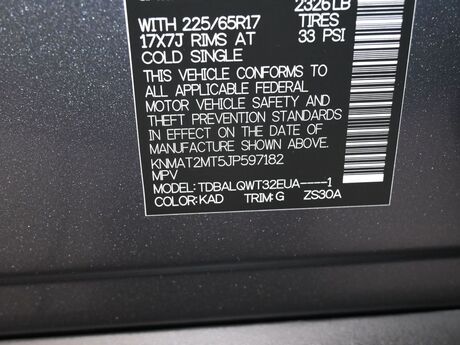 2326LB
WITH 225/65R17 TIRES
17X7J RIMS AT 33 PSI
COLD SINGLE
THIS VEHICLE CONFORMS TO
ALL APPLICABLE FEDERAL
MOTOR VEHICLE SAFETY AND
THEFT PREVENTION STANDARDS
IN EFFECT ON THE DATE OF
MANUFACTURE SHOWN ABOVE.
KNMAT2MT5JP597182
MPV
MODEL:TDBALQWT32EUA----1
COLOR:KAD TRIM:G ZS30A